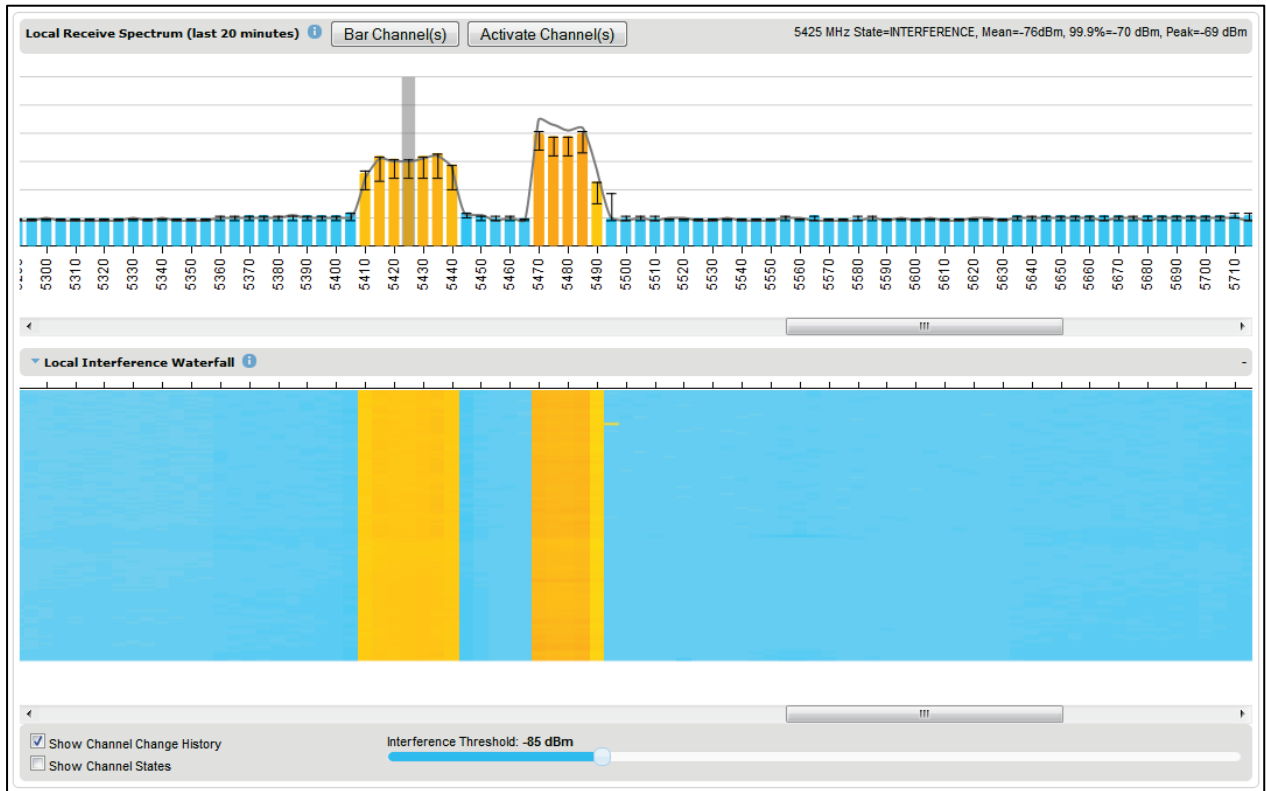 Local Receive Spectrum (last 20 minutes) i Bar Channel(s) Activate Channel(s) 5425 MHz State=INTERFERENCE, Mean=-76dBm, 99.9%=-70 dBm, Peak=-69 dBm
5300 5310 5320 5330 5340 5350 5360 5370 5380 5390 5400 5410 5420 5430 5440 5450 5460 5470 5480 5490 5500 5510 5520 5530 5540 5550 5560 5570 5580 5590 5600 5610 5620 5630 5640 5650 5660 5670 5680 5690 5700 5710
Local Interference Waterfall i -
Show Channel Change History Interference Threshold: -85 dBm
Show Channel States